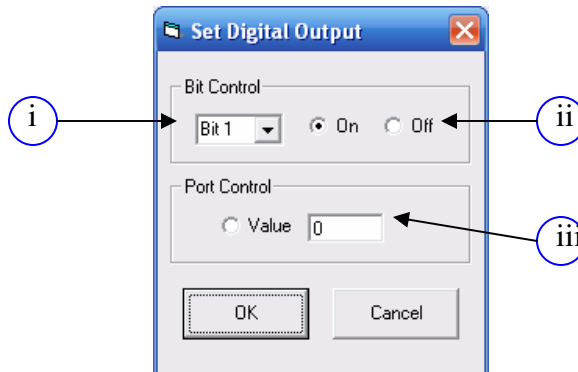 Set Digital Output
Bit Control
i
Bit 1
On
Off
ii
Port Control
Value
0
iii
OK
Cancel